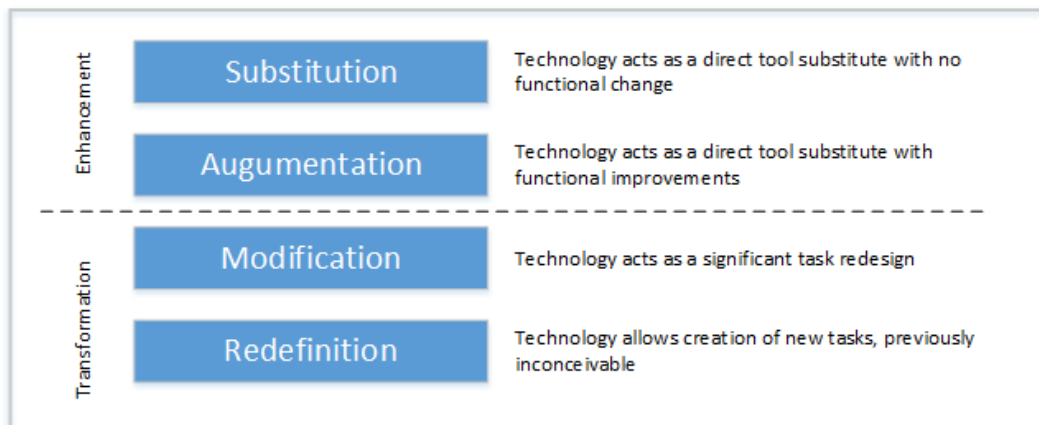 Enhancement
Substitution
Technology acts as a direct tool substitute with no
functional change
Augumentation
Technology acts as a direct tool substitute with
functional improvements
Transformation
Modification
Technology acts as a significant task redesign
Redefinition
Technology allows creation of new tasks, previously
inconceivable